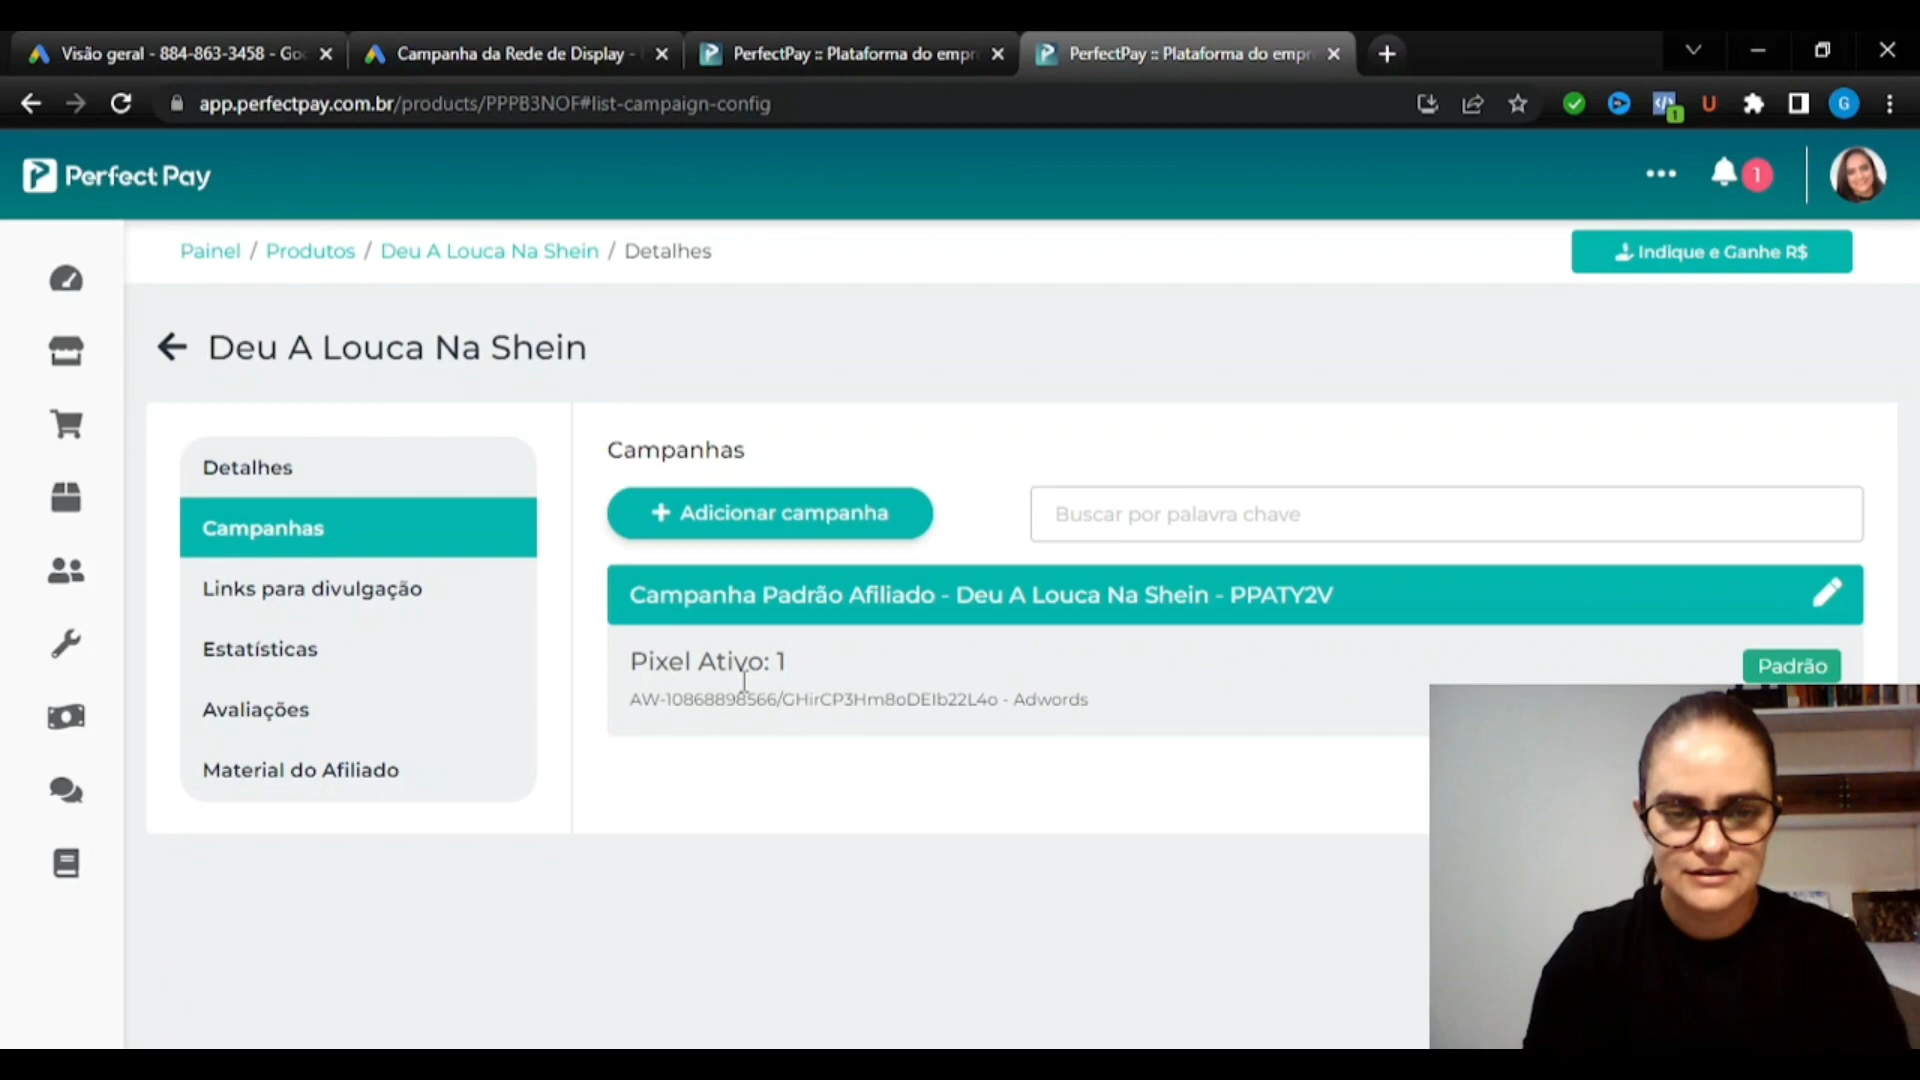 Visão geral - 884-863-3458 - Go
Campanha da Rede de Display -
PerfectPay :: Plataforma do empr
PerfectPay :: Plataforma do empr
app.perfectpay.com.br/products/PPPB3NOF#list-campaign-config
U
1
G
Perfect Pay
1
Painel / Produtos / Deu A Louca Na Shein / Detalhes
Indique e Ganhe R$
Deu A Louca Na Shein
Detalhes
Campanhas
Links para divulgação
Estatísticas
Avaliações
Material do Afiliado
Campanhas
+ Adicionar campanha
Buscar por palavra chave
Campanha Padrão Afiliado - Deu A Louca Na Shein - PPATY2V
Pixel Ativo: 1
Padrão
AW-10868898566/GHirCP3Hm8oDEIb22L4o - Adwords